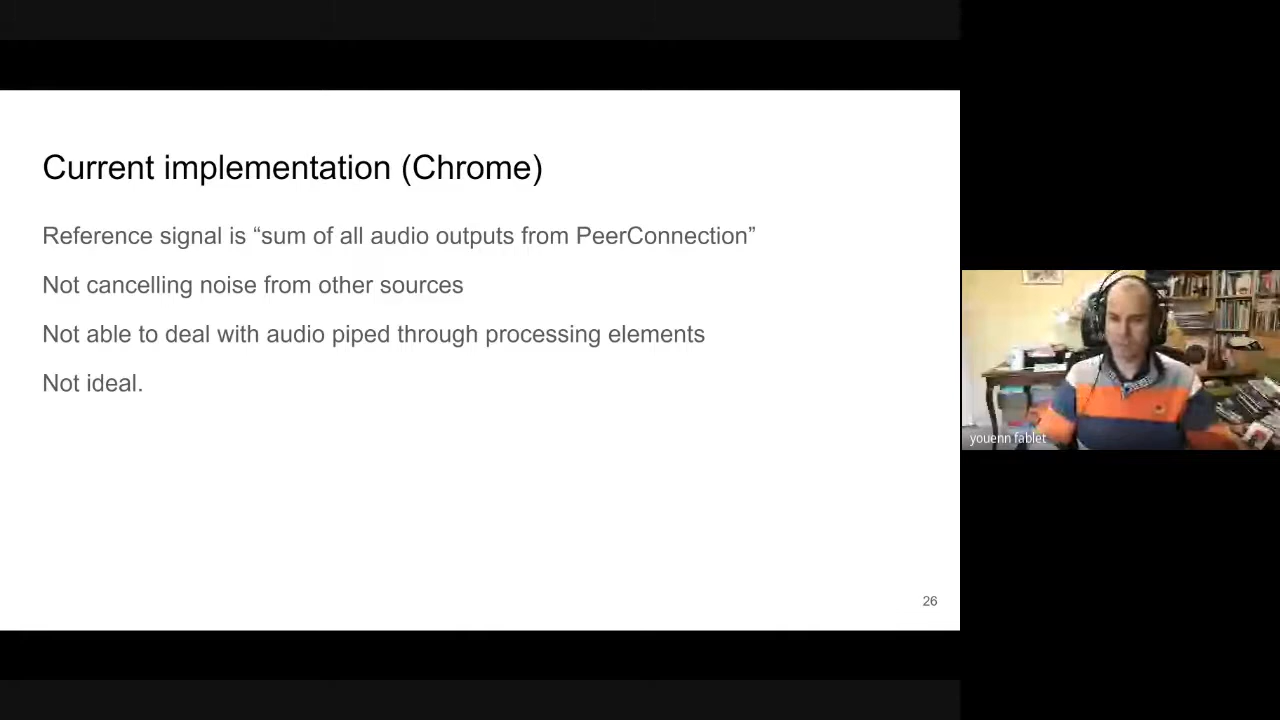 Current implementation (Chrome)
Reference signal is “sum of all audio outputs from PeerConnection”
Not cancelling noise from other sources
Not able to deal with audio piped through processing elements
Not ideal.
26
youenn fablet